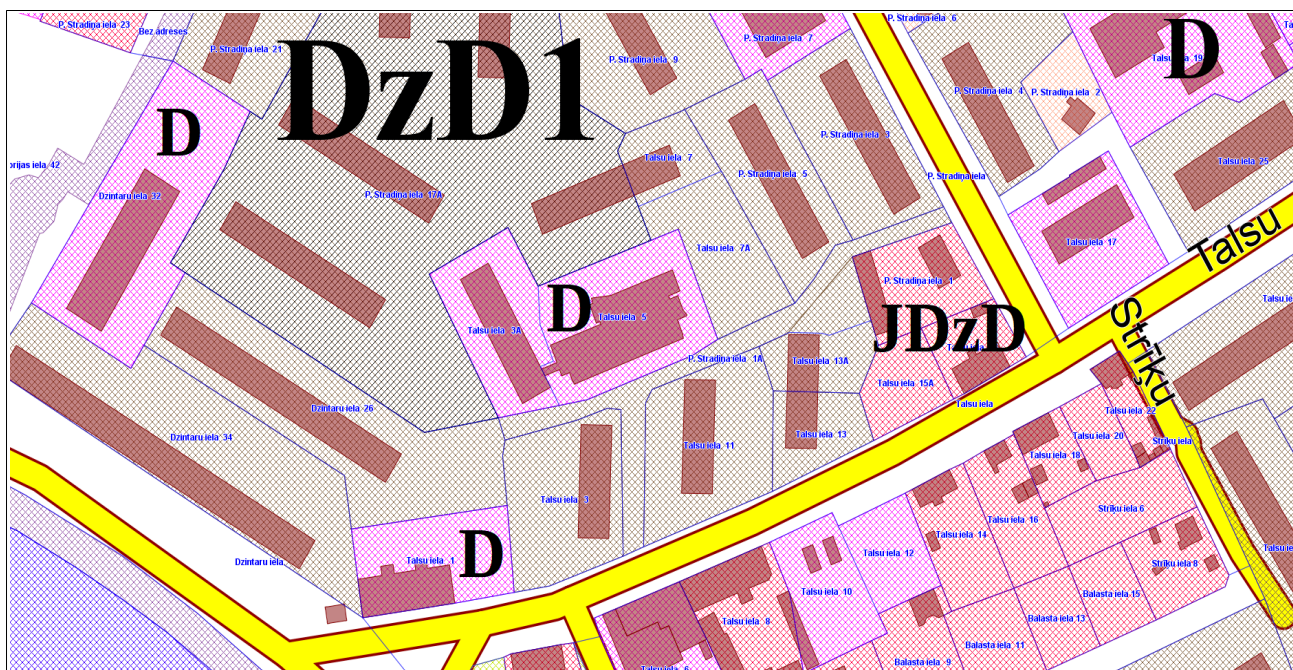 P. Stradiņa iela 23
Bez adreses
P. Stradiņa iela 21
P. Stradiņa iela 9
P. Stradiņa iela 7
P. Stradiņa iela 6
D
Talsu iela 19
DzD1
P. Stradiņa iela 4
P. Stradiņa iela 2
D
P. Stradiņa iela 3
Talsu iela 7
Talsu iela 25
P. Stradiņa iela 5
P. Stradiņa iela
Dzintaru iela 32
P. Stradiņa iela 17A
Talsu iela 7A
Talsu iela 17
Talsu
P. Stradiņa iela 1
D
Talsu iela 5
Talsu iela 3A
JDzD
Strīķu
P. Stradiņa iela 1A
Talsu iela 13A
Talsu iela 15A
Talsu iela
Dzintaru iela 26
Talsu iela 22
Dzintaru iela 34
Talsu iela 11
Talsu iela 13
Talsu iela 20
Strīķu iela
Talsu iela 18
Talsu iela 3
Strīķu iela 6
Talsu iela 16
Talsu iela 14
D
Talsu iela 12
Dzintaru iela
Talsu iela 1
Strīķu iela 8
Talsu iela 10
Balasta iela 15
Balasta iela 13
Talsu iela 8
Balasta iela 11
Balasta iela 9
Talsu iela 6